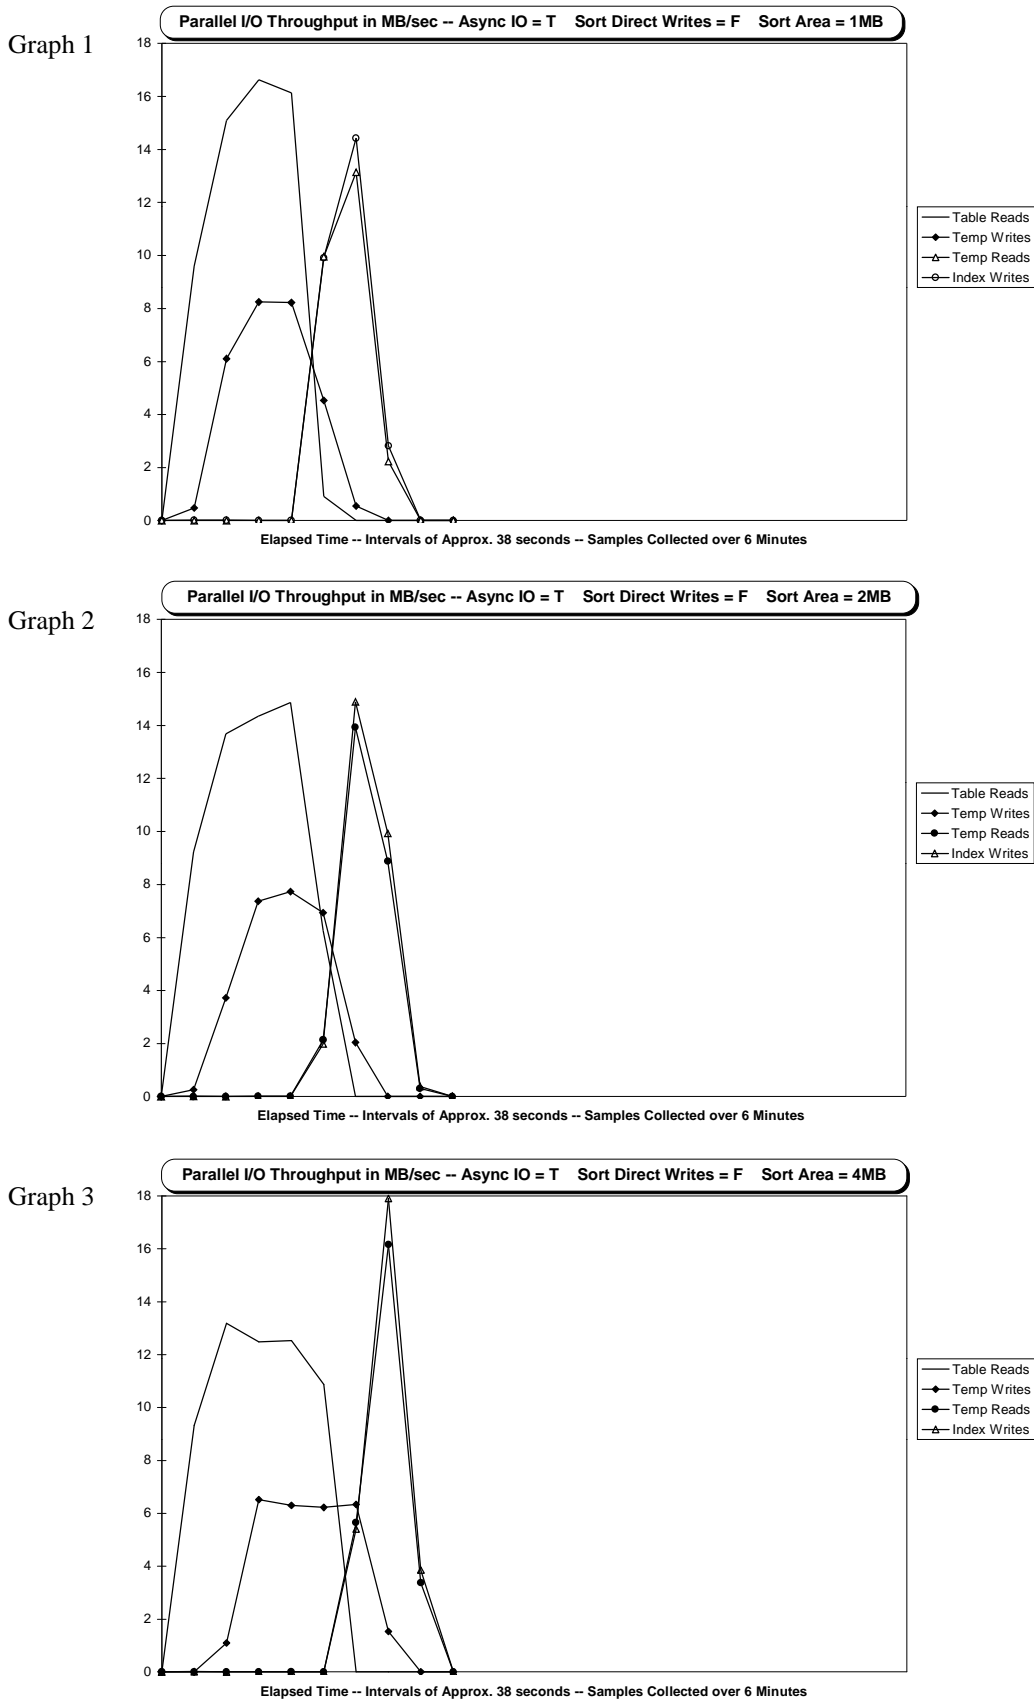 Graph 1
Parallel I/O Throughput in MB/sec -- Async IO = T Sort Direct Writes = F Sort Area = 1MB
18
16
14
12
10
8
6
4
2
0
Table Reads
Temp Writes
Temp Reads
Index Writes
Elapsed Time -- Intervals of Approx. 38 seconds -- Samples Collected over 6 Minutes
Graph 2
Parallel I/O Throughput in MB/sec -- Async IO = T Sort Direct Writes = F Sort Area = 2MB
18
16
14
12
10
8
6
4
2
0
Table Reads
Temp Writes
Temp Reads
Index Writes
Elapsed Time -- Intervals of Approx. 38 seconds -- Samples Collected over 6 Minutes
Graph 3
Parallel I/O Throughput in MB/sec -- Async IO = T Sort Direct Writes = F Sort Area = 4MB
18
16
14
12
10
8
6
4
2
0
Table Reads
Temp Writes
Temp Reads
Index Writes
Elapsed Time -- Intervals of Approx. 38 seconds -- Samples Collected over 6 Minutes